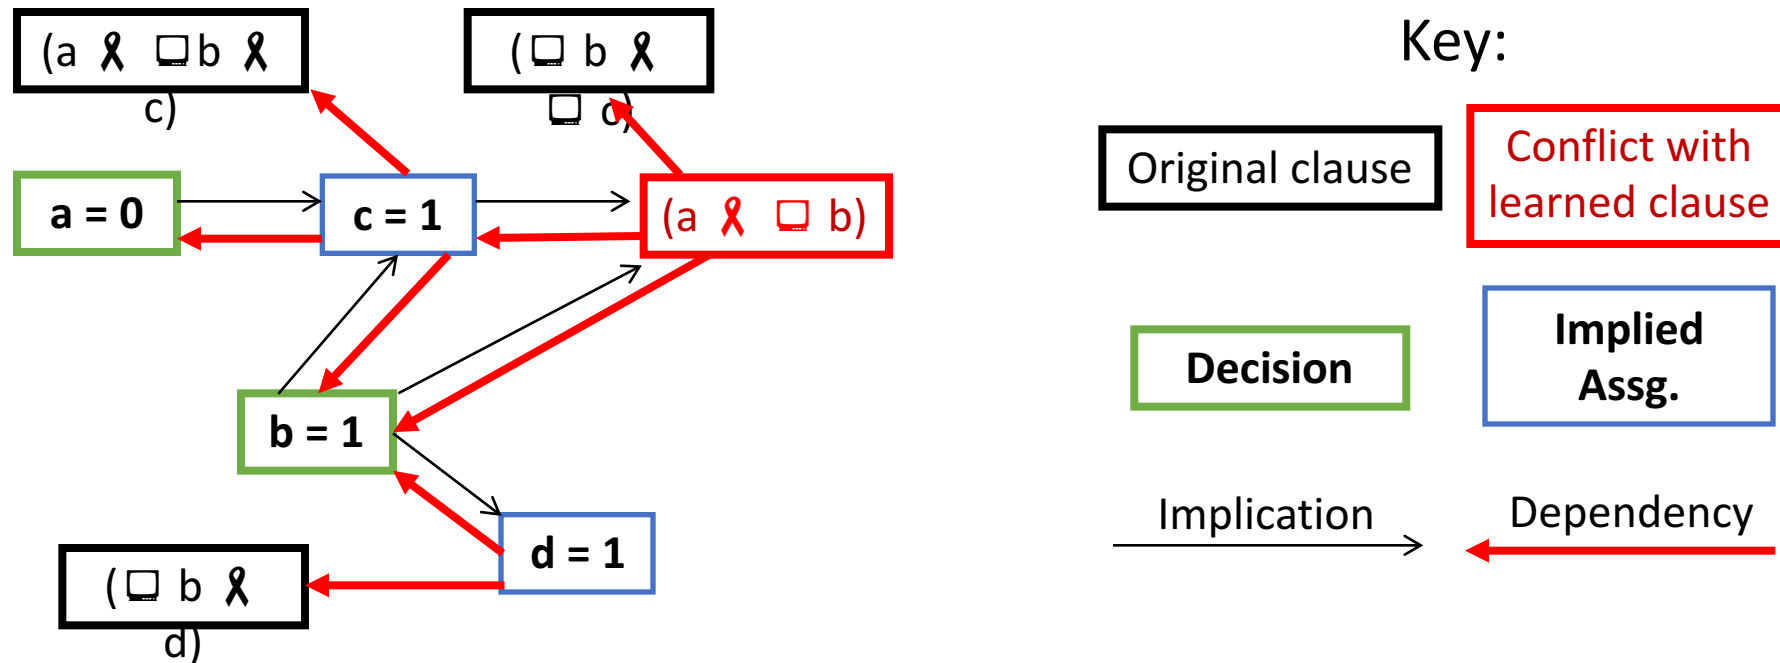 (a 🎗 🖵b 🎗
c)
(🖵 b 🎗
🖵 c)
Key:
Original clause
Conflict with
learned clause
a = 0
c = 1
(a 🎗 🖵 b)
Decision
Implied
Assg.
b = 1
d = 1
Implication
Dependency
(🖵 b 🎗
d)